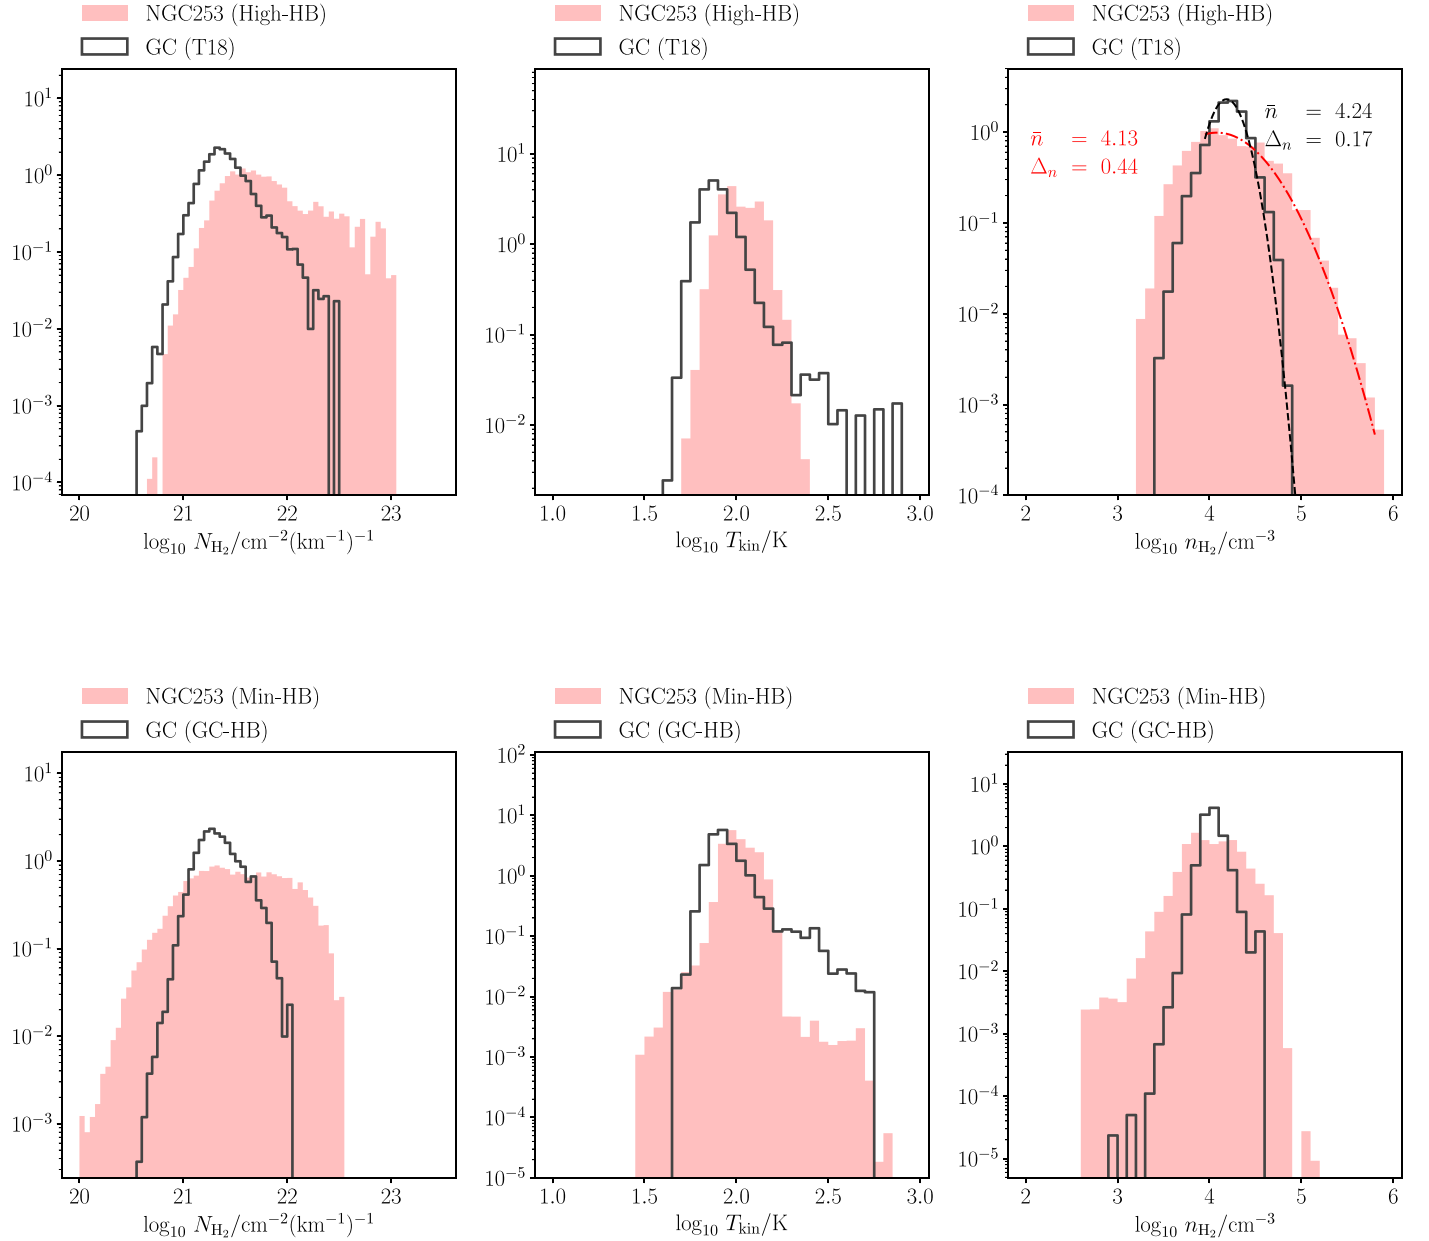 NGC253 (High-HB)
GC (T18)
10¹
10⁰
10⁻¹
10⁻²
10⁻³
10⁻⁴
20 21 22 23
log₁₀ N_H₂/cm⁻²(km⁻¹)⁻¹
NGC253 (High-HB)
GC (T18)
10¹
10⁰
10⁻¹
10⁻²
1.0 1.5 2.0 2.5 3.0
log₁₀ T_kin/K
NGC253 (High-HB)
GC (T18)
n̄ = 4.24
Δₙ = 0.17
n̄ = 4.13
Δₙ = 0.44
10⁰
10⁻¹
10⁻²
10⁻³
10⁻⁴
2 3 4 5 6
log₁₀ n_H₂/cm⁻³
NGC253 (Min-HB)
GC (GC-HB)
10¹
10⁰
10⁻¹
10⁻²
10⁻³
20 21 22 23
log₁₀ N_H₂/cm⁻²(km⁻¹)⁻¹
NGC253 (Min-HB)
GC (GC-HB)
10²
10¹
10⁰
10⁻¹
10⁻²
10⁻³
10⁻⁴
10⁻⁵
1.0 1.5 2.0 2.5 3.0
log₁₀ T_kin/K
NGC253 (Min-HB)
GC (GC-HB)
10¹
10⁰
10⁻¹
10⁻²
10⁻³
10⁻⁴
10⁻⁵
2 3 4 5 6
log₁₀ n_H₂/cm⁻³